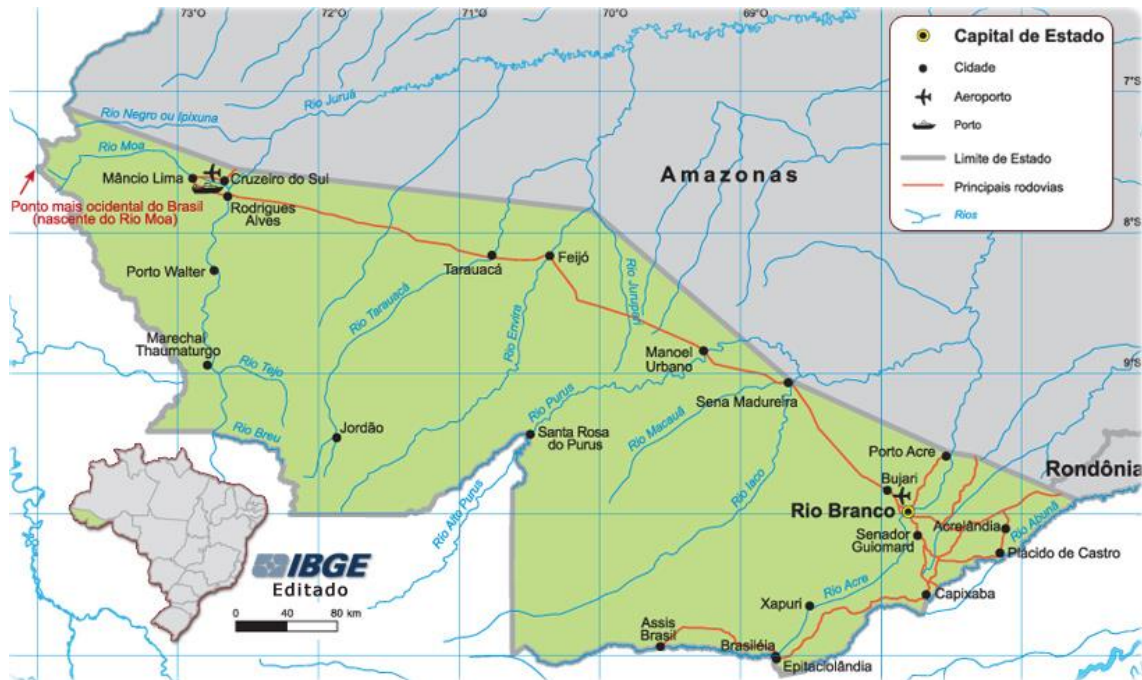 73°O 72°O 71°O 70°O 69°O
Capital de Estado
Cidade
Aeroporto
Porto
Limite de Estado
Principais rodovias
Rios
7°S
8°S
9°S
Rio Juruá
Rio Negro ou Ipixuna
Rio Moa
Mâncio Lima
Cruzeiro do Sul
Ponto mais ocidental do Brasil
(nascente do Rio Moa)
Rodrigues
Alves
Amazonas
Porto Walter
Tarauacá
Feijó
Rio Tarauacá
Rio Envira
Rio Jurupari
Marechal
Thaumaturgo
Rio Tejo
Manoel
Urbano
Sena Madureira
Rio Purus
Rio Macauã
Rio Breu
Jordão
Santa Rosa
do Purus
Rio Iaco
Porto Acre
Rondônia
Bujari
Rio Alto Purus
Rio Branco
Acrelândia
Rio Abunã
Senador
Guiomard
Plácido de Castro
IBGE
Editado
0 40 80 km
Rio Acre
Capixaba
Xapuri
Assis
Brasil
Brasiléia
Epitaciolândia